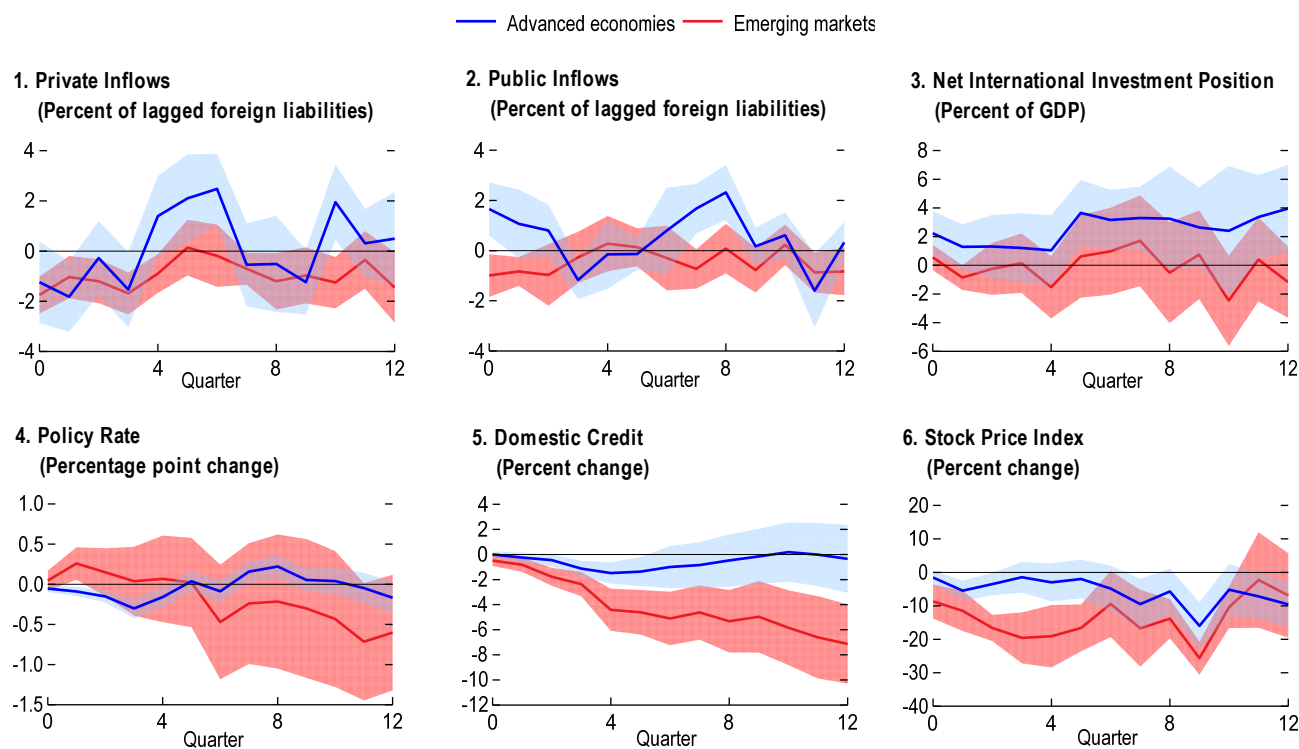 Advanced economies Emerging markets
1. Private Inflows
(Percent of lagged foreign liabilities)
4
2
0
-2
-4
0 4 8 12
Quarter
2. Public Inflows
(Percent of lagged foreign liabilities)
4
2
0
-2
-4
0 4 8 12
Quarter
3. Net International Investment Position
(Percent of GDP)
8
6
4
2
0
-2
-4
-6
0 4 8 12
Quarter
4. Policy Rate
(Percentage point change)
1.0
0.5
0.0
-0.5
-1.0
-1.5
0 4 8 12
Quarter
5. Domestic Credit
(Percent change)
4
2
0
-2
-4
-6
-8
-10
-12
0 4 8 12
Quarter
6. Stock Price Index
(Percent change)
20
10
0
-10
-20
-30
-40
0 4 8 12
Quarter